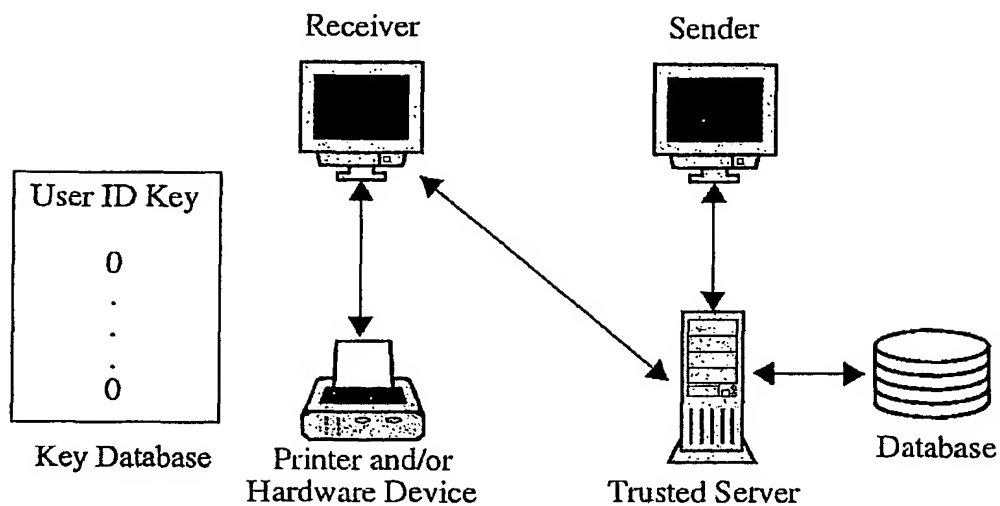 Receiver
Sender
User ID Key
0
.
.
.
0
Key Database
Printer and/or
Hardware Device
Trusted Server
Database